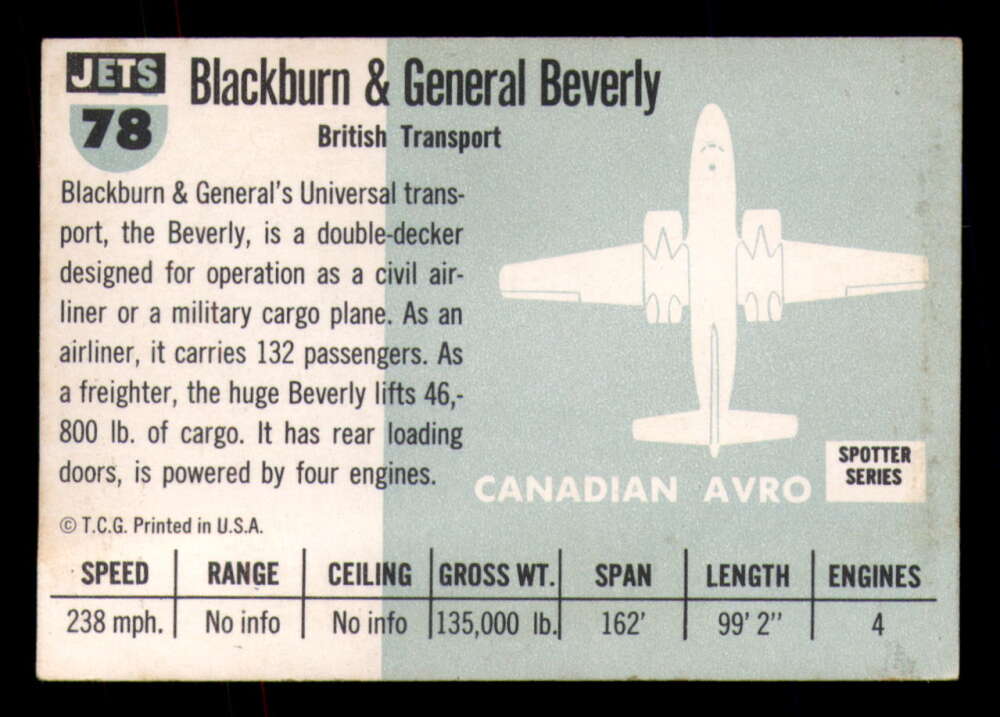 JETS
78
Blackburn & General Beverly
British Transport
Blackburn & General's Universal trans-
port, the Beverly, is a double-decker
designed for operation as a civil air-
liner or a military cargo plane. As an
airliner, it carries 132 passengers. As
a freighter, the huge Beverly lifts 46,-
800 lb. of cargo. It has rear loading
doors, is powered by four engines.
© T.C.G. Printed in U.S.A.
CANADIAN AVRO
SPOTTER
SERIES
SPEED RANGE CEILING GROSS WT. SPAN LENGTH ENGINES
238 mph. No info No info 135,000 lb. 162' 99' 2" 4